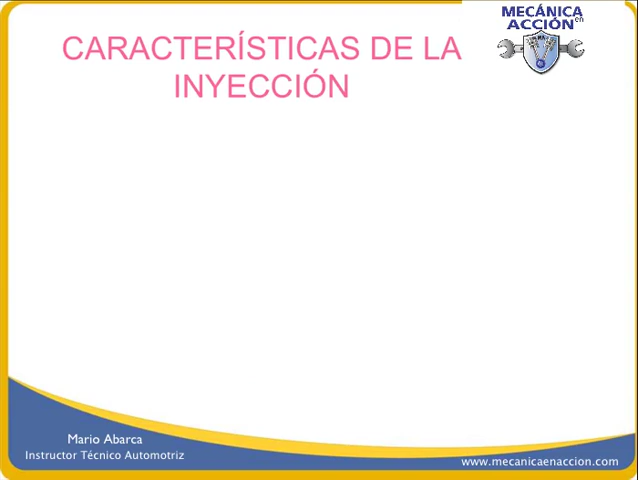 MECÁNICA
en
ACCIÓN
CARACTERÍSTICAS DE LA
INYECCIÓN
Mario Abarca
Instructor Técnico Automotriz
www.mecanicaenaccion.com